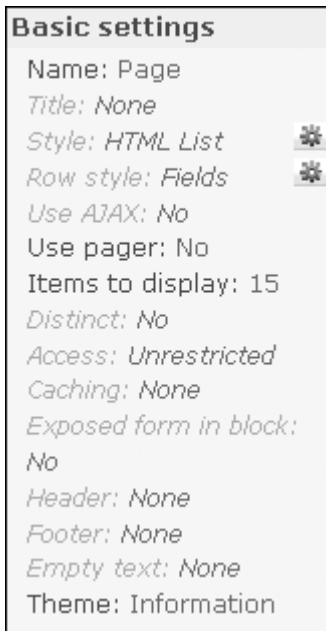 Basic settings
Name: Page
Title: None
Style: HTML List
Row style: Fields
Use AJAX: No
Use pager: No
Items to display: 15
Distinct: No
Access: Unrestricted
Caching: None
Exposed form in block:
No
Header: None
Footer: None
Empty text: None
Theme: Information